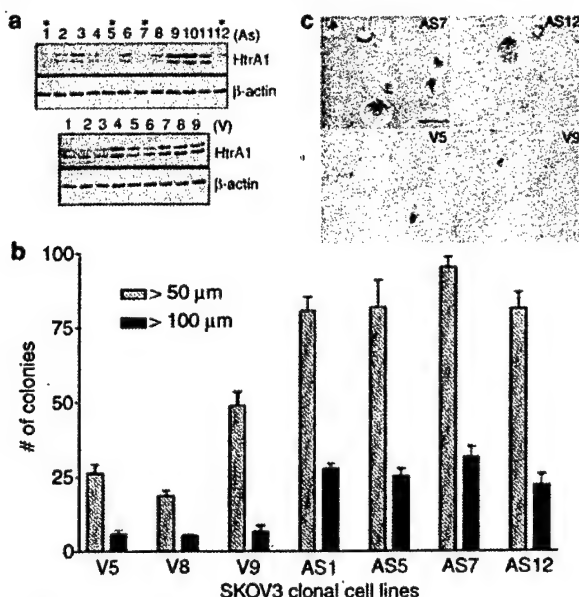 a
* * * *
1 2 3 4 5 6 7 8 9 10 11 12 (As)
HtrA1
β-actin
1 2 3 4 5 6 7 8 9 (V)
HtrA1
β-actin
c
AS7
AS12
V5
V9
b
100
75
50
25
0
# of colonies
> 50 µm
> 100 µm
V5 V8 V9 AS1 AS5 AS7 AS12
SKOV3 clonal cell lines